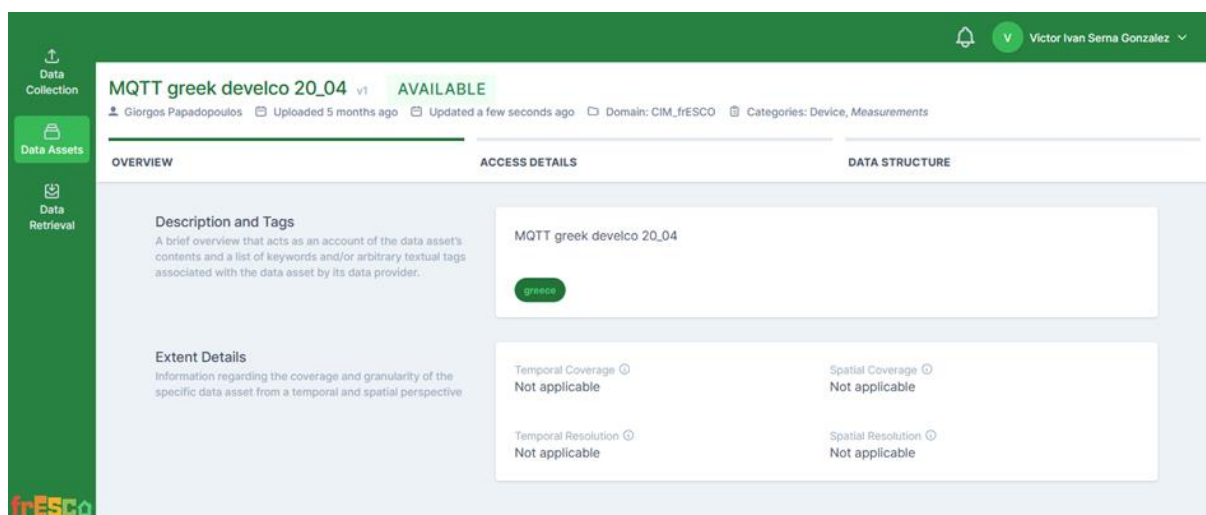 V Victor Ivan Serna Gonzalez
Data
Collection
Data Assets
Data
Retrieval
MQTT greek develco 20_04 v1 AVAILABLE
Giorgos Papadopoulos Uploaded 5 months ago Updated a few seconds ago Domain: CIM_frESCO Categories: Device, Measurements
OVERVIEW ACCESS DETAILS DATA STRUCTURE
Description and Tags
A brief overview that acts as an account of the data asset's
contents and a list of keywords and/or arbitrary textual tags
associated with the data asset by its data provider.
MQTT greek develco 20_04
greece
Extent Details
Information regarding the coverage and granularity of the
specific data asset from a temporal and spatial perspective
Temporal Coverage Spatial Coverage
Not applicable Not applicable
Temporal Resolution Spatial Resolution
Not applicable Not applicable
frESCO